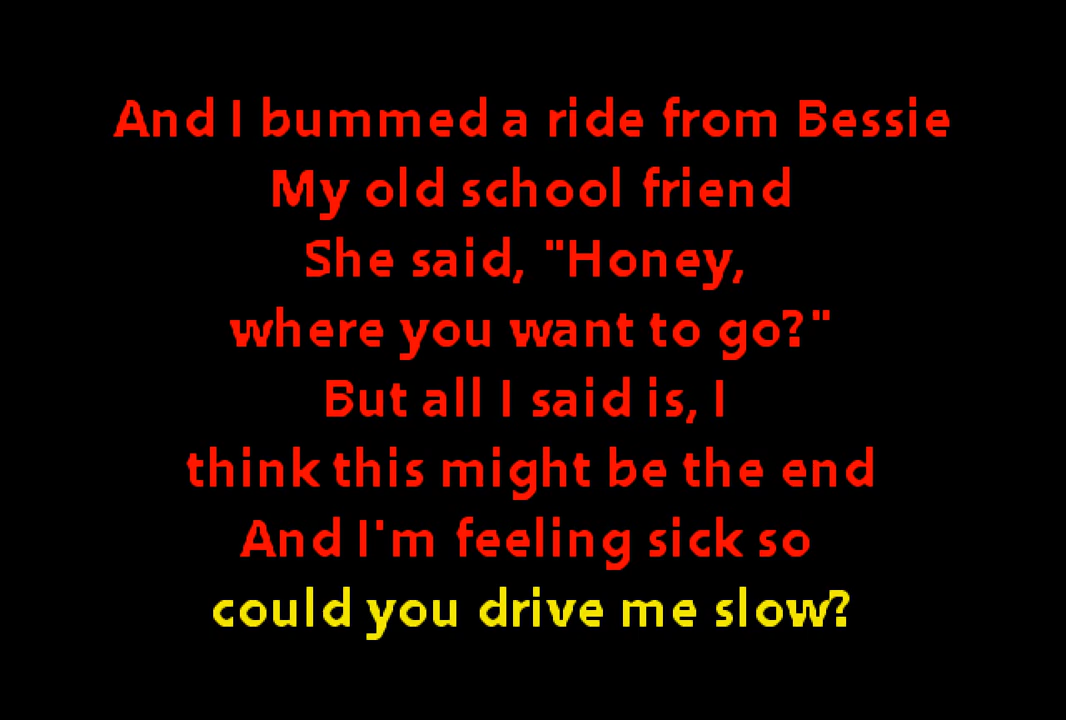 And I bummed a ride from Bessie
My old school friend
She said, "Honey,
where you want to go?"
But all I said is, I
think this might be the end
And I'm feeling sick so
could you drive me slow?